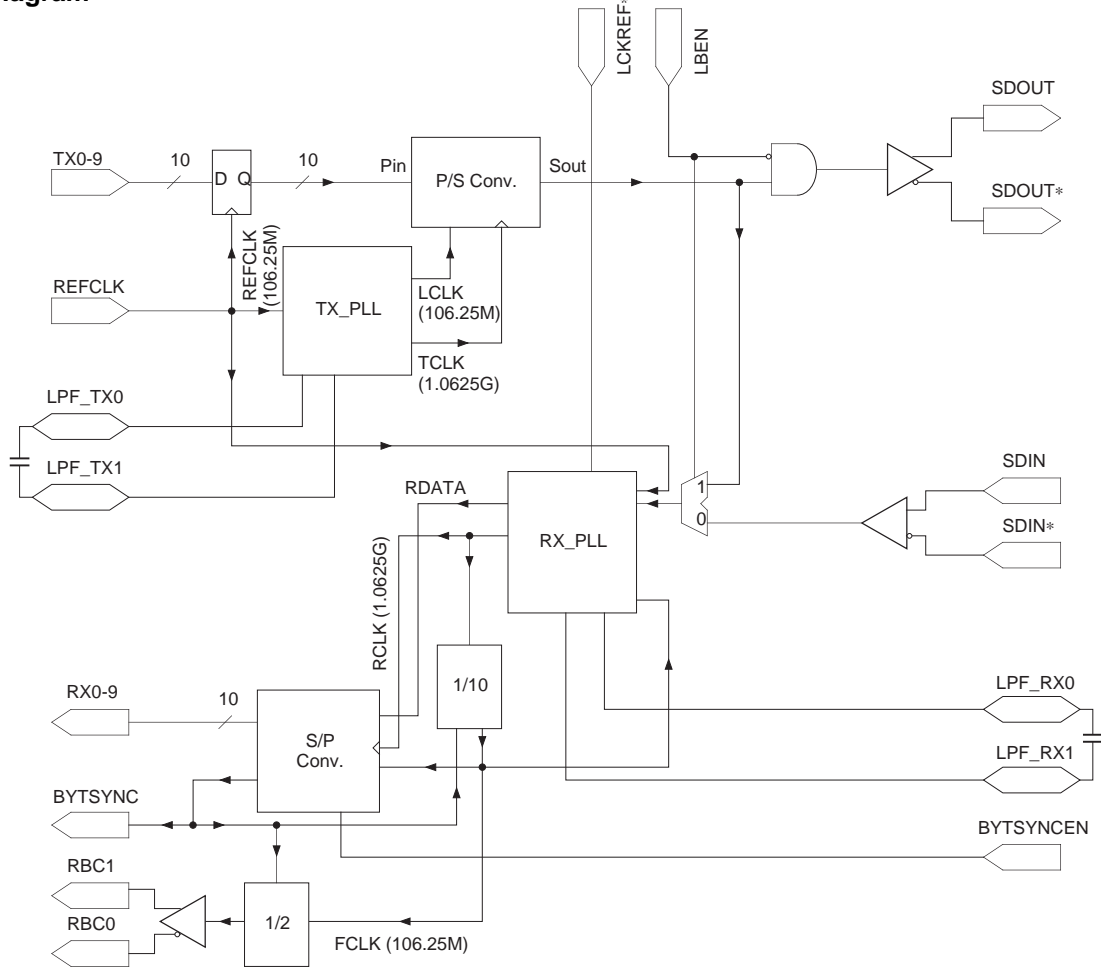 LCKREF*
LBEN
SDOUT
SDOUT*
TX0-9
10
D Q
10
Pin
P/S Conv.
Sout
REFCLK
(106.25M)
REFCLK
TX_PLL
LCLK
(106.25M)
TCLK
(1.0625G)
LPF_TX0
LPF_TX1
RDATA
RX_PLL
1
0
SDIN
SDIN*
RCLK (1.0625G)
1/10
RX0-9
10
S/P
Conv.
LPF_RX0
LPF_RX1
BYTSYNC
BYTSYNCEN
RBC1
RBC0
1/2
FCLK (106.25M)